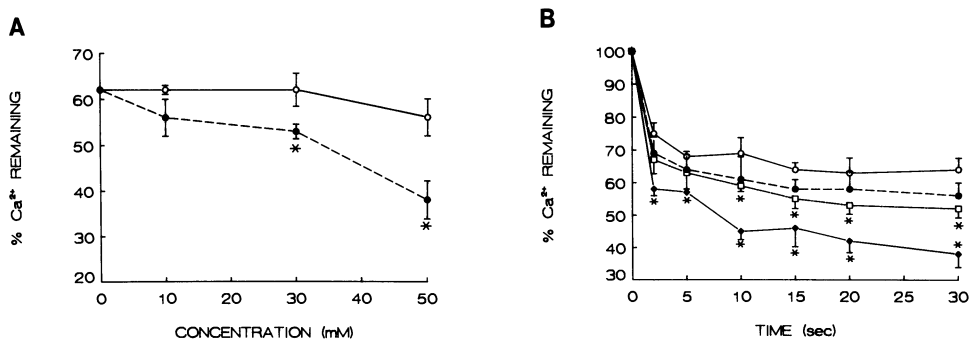 A
70
60
50
40
30
20
% Ca²⁺ REMAINING
0 10 20 30 40 50
CONCENTRATION (mM)
*
*
B
100
90
80
70
60
50
40
30
% Ca²⁺ REMAINING
* * * * * *
* * * *
0 5 10 15 20 25 30
TIME (sec)